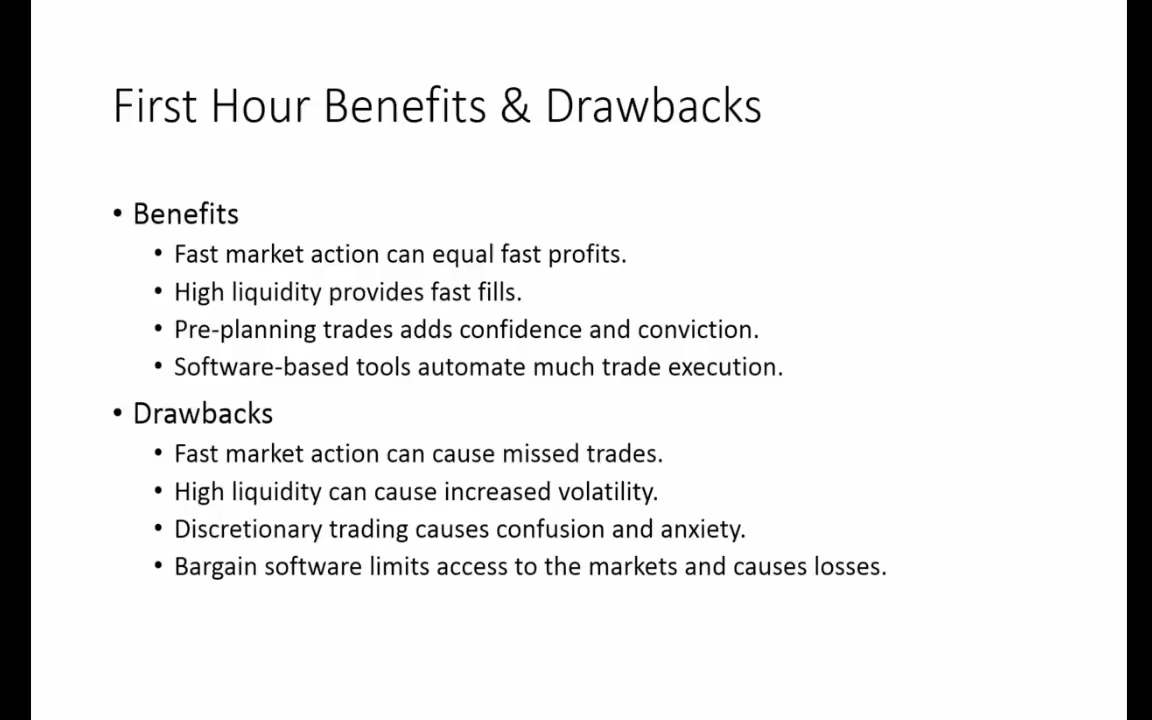 First Hour Benefits & Drawbacks
• Benefits
• Fast market action can equal fast profits.
• High liquidity provides fast fills.
• Pre-planning trades adds confidence and conviction.
• Software-based tools automate much trade execution.
• Drawbacks
• Fast market action can cause missed trades.
• High liquidity can cause increased volatility.
• Discretionary trading causes confusion and anxiety.
• Bargain software limits access to the markets and causes losses.